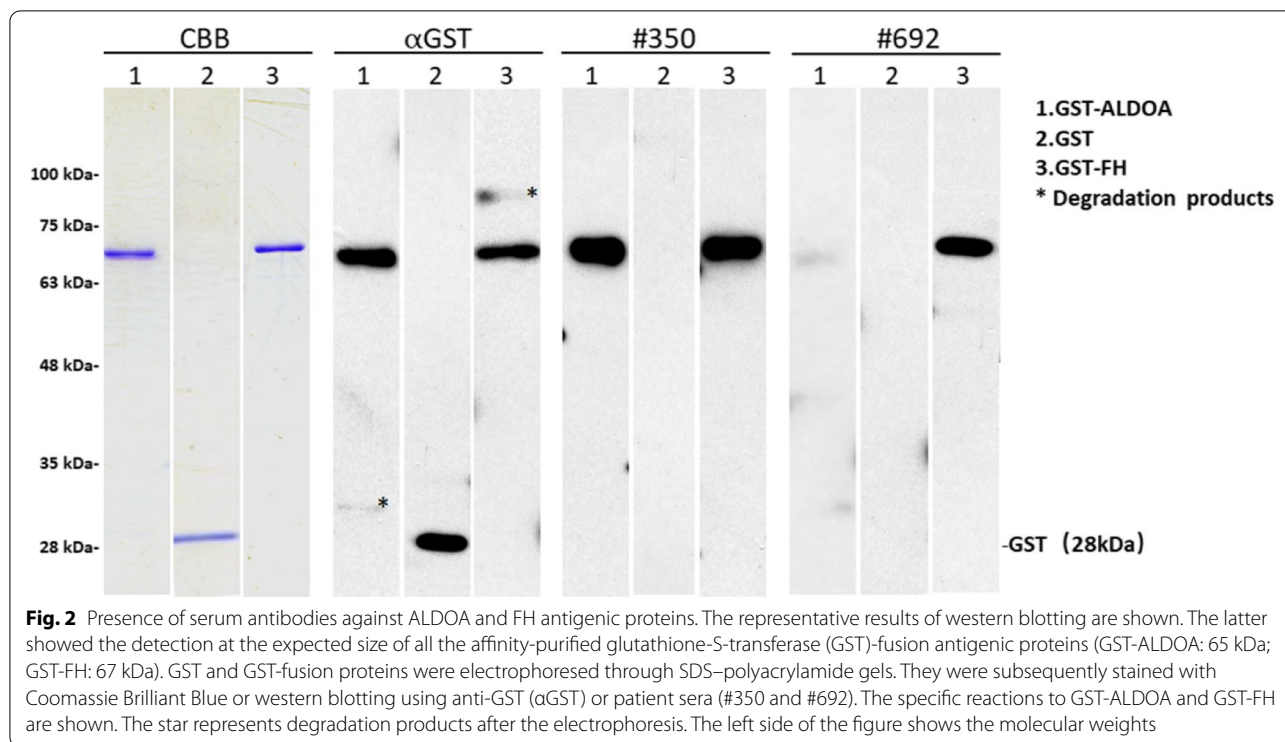 CBB αGST #350 #692
1 2 3 1 2 3 1 2 3 1 2 3
1.GST-ALDOA
2.GST
3.GST-FH
* Degradation products
100 kDa-
*
75 kDa-
63 kDa-
48 kDa-
35 kDa-
*
28 kDa-
-GST (28kDa)
Fig. 2 Presence of serum antibodies against ALDOA and FH antigenic proteins. The representative results of western blotting are shown. The latter
showed the detection at the expected size of all the affinity-purified glutathione-S-transferase (GST)-fusion antigenic proteins (GST-ALDOA: 65 kDa;
GST-FH: 67 kDa). GST and GST-fusion proteins were electrophoresed through SDS–polyacrylamide gels. They were subsequently stained with
Coomassie Brilliant Blue or western blotting using anti-GST (αGST) or patient sera (#350 and #692). The specific reactions to GST-ALDOA and GST-FH
are shown. The star represents degradation products after the electrophoresis. The left side of the figure shows the molecular weights